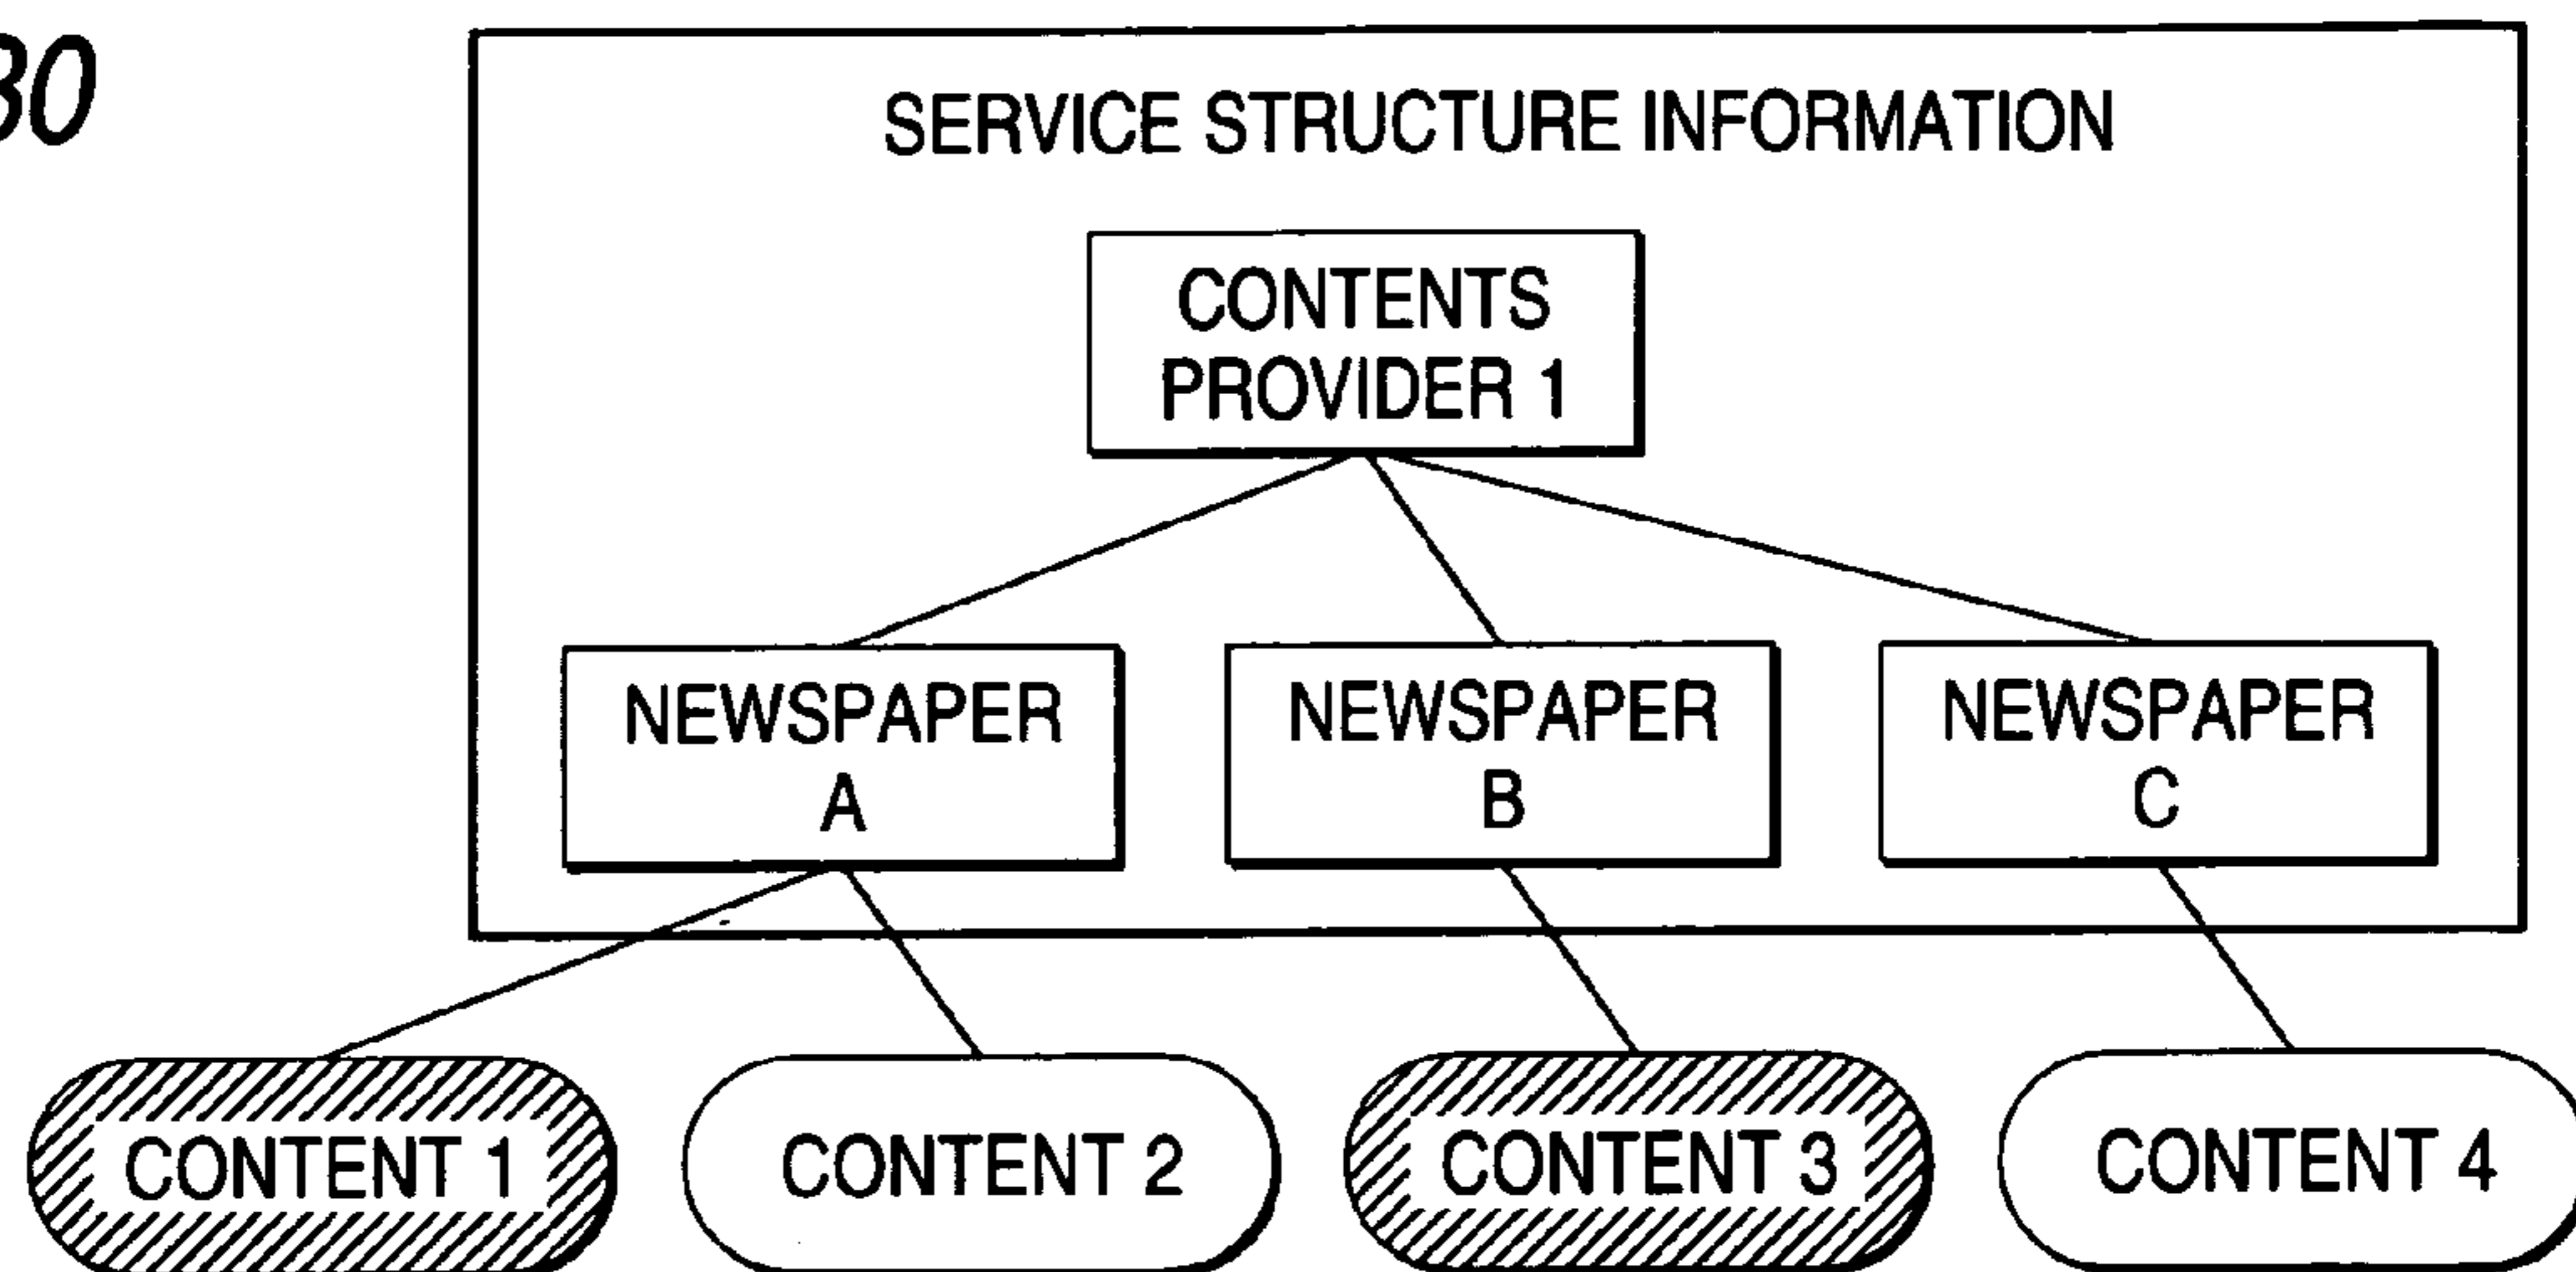 30
SERVICE STRUCTURE INFORMATION
CONTENTS
PROVIDER 1
NEWSPAPER
A
NEWSPAPER
B
NEWSPAPER
C
CONTENT 1
CONTENT 2
CONTENT 3
CONTENT 4